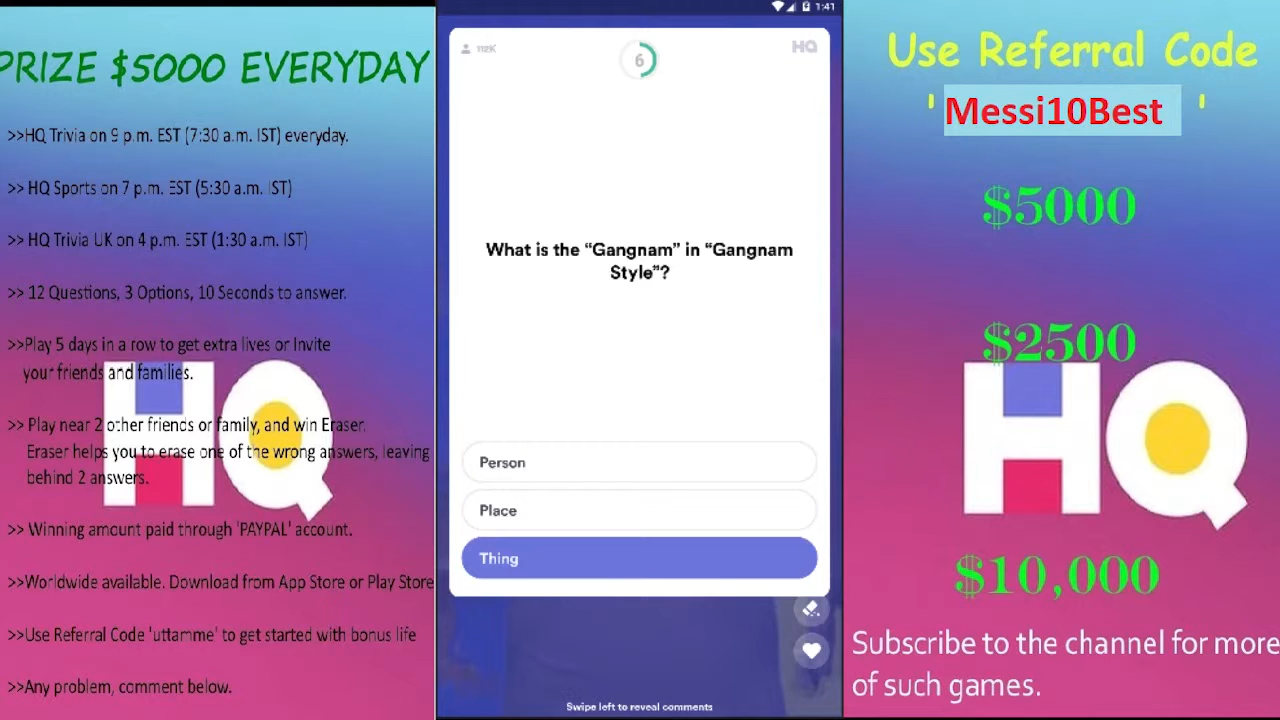 PRIZE $5000 EVERYDAY
>>HQ Trivia on 9 p.m. EST (7:30 a.m. IST) everyday.
>> HQ Sports on 7 p.m. EST (5:30 a.m. IST)
>> HQ Trivia UK on 4 p.m. EST (1:30 a.m. IST)
>> 12 Questions, 3 Options, 10 Seconds to answer.
>>Play 5 days in a row to get extra lives or Invite
your friends and families.
>> Play near 2 other friends or family, and win Eraser.
Eraser helps you to erase one of the wrong answers, leaving
behind 2 answers.
>> Winning amount paid through 'PAYPAL' account.
>>Worldwide available. Download from App Store or Play Store
>>Use Referral Code 'uttamme' to get started with bonus life
>>Any problem, comment below.
HQ
1:41
112K
6
HQ
What is the “Gangnam” in “Gangnam
Style”?
Person
Place
Thing
Swipe left to reveal comments
Use Referral Code
' Messi10Best '
$5000
$2500
HQ
$10,000
Subscribe to the channel for more
of such games.